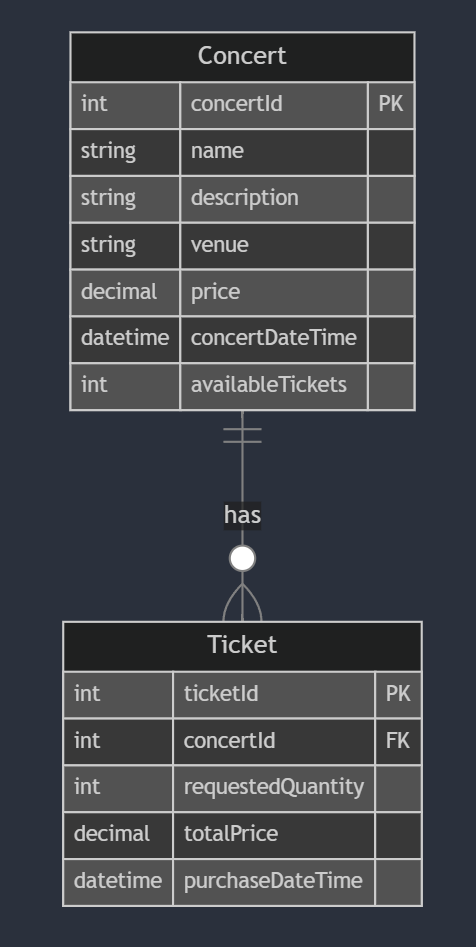 Concert
int concertId PK
string name
string description
string venue
decimal price
datetime concertDateTime
int availableTickets
has
Ticket
int ticketId PK
int concertId FK
int requestedQuantity
decimal totalPrice
datetime purchaseDateTime